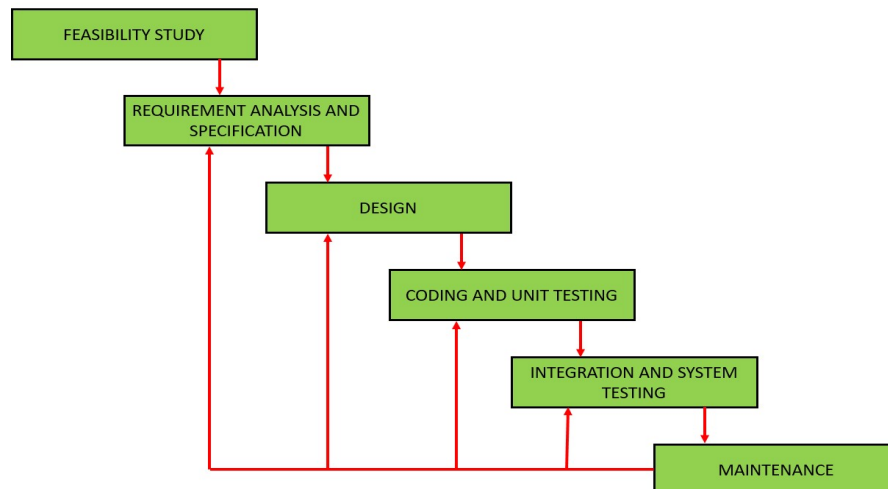 FEASIBILITY STUDY
REQUIREMENT ANALYSIS AND
SPECIFICATION
DESIGN
CODING AND UNIT TESTING
INTEGRATION AND SYSTEM
TESTING
MAINTENANCE